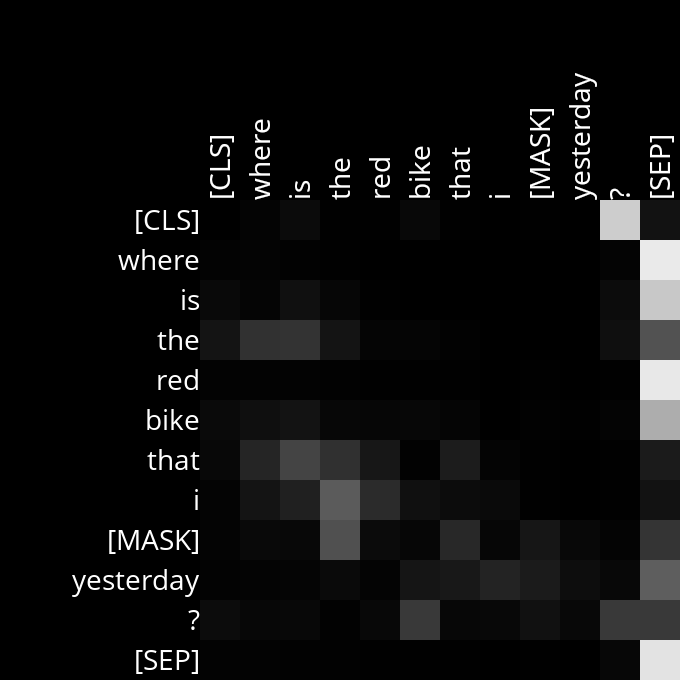 [CLS] where is the red bike that i [MASK] yesterday ? [SEP]
[CLS]
where
is
the
red
bike
that
i
[MASK]
yesterday
?
[SEP]